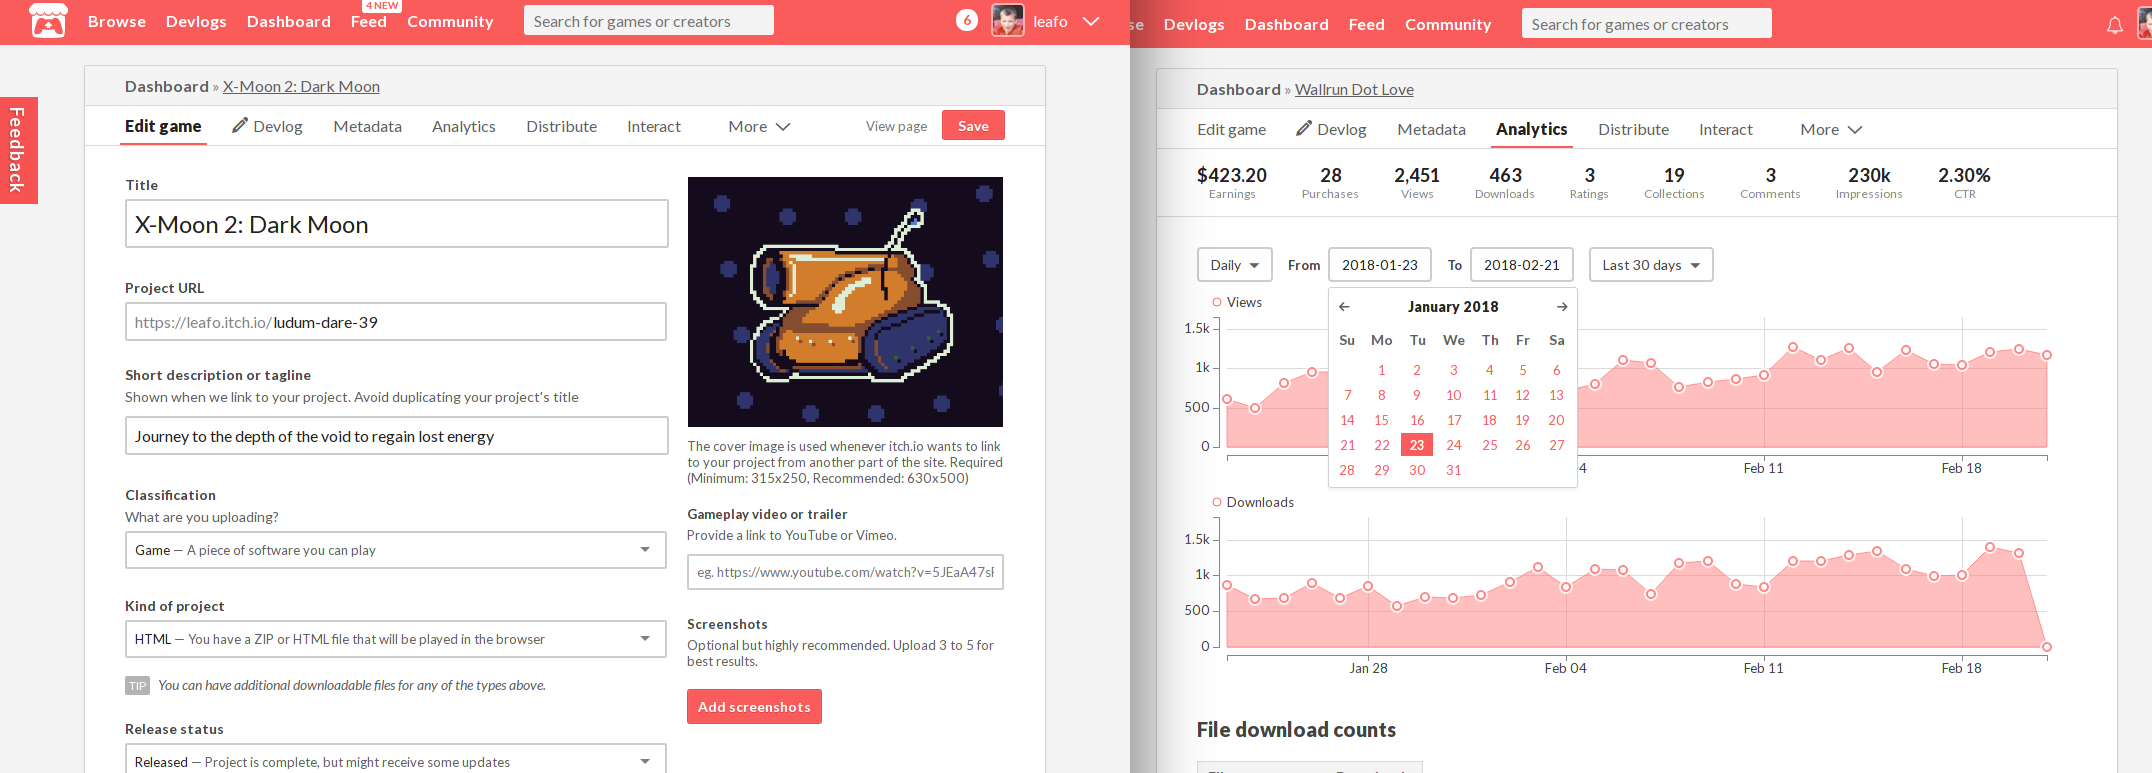 4 NEW
Browse Devlogs Dashboard Feed Community Search for games or creators 6 leafo
Feedback
Dashboard » X-Moon 2: Dark Moon
Edit game Devlog Metadata Analytics Distribute Interact More View page Save
Title
X-Moon 2: Dark Moon
Project URL
https://leafo.itch.io/ludum-dare-39
Short description or tagline
Shown when we link to your project. Avoid duplicating your project's title
Journey to the depth of the void to regain lost energy
Classification
What are you uploading?
Game — A piece of software you can play
Kind of project
HTML — You have a ZIP or HTML file that will be played in the browser
TIP You can have additional downloadable files for any of the types above.
Release status
Released — Project is complete, but might receive some updates
The cover image is used whenever itch.io wants to link
to your project from another part of the site. Required
(Minimum: 315x250, Recommended: 630x500)
Gameplay video or trailer
Provide a link to YouTube or Vimeo.
eg. https://www.youtube.com/watch?v=5JEaA47sl
Screenshots
Optional but highly recommended. Upload 3 to 5 for
best results.
Add screenshots
se Devlogs Dashboard Feed Community Search for games or creators
Dashboard » Wallrun Dot Love
Edit game Devlog Metadata Analytics Distribute Interact More
$423.20 28 2,451 463 3 19 3 230k 2.30%
Earnings Purchases Views Downloads Ratings Collections Comments Impressions CTR
Daily From 2018-01-23 To 2018-02-21 Last 30 days
Views
1.5k
1k
500
0
4 Feb 11 Feb 18
January 2018
Su Mo Tu We Th Fr Sa
1 2 3 4 5 6
7 8 9 10 11 12 13
14 15 16 17 18 19 20
21 22 23 24 25 26 27
28 29 30 31
Downloads
1.5k
1k
500
0
Jan 28 Feb 04 Feb 11 Feb 18
File download counts